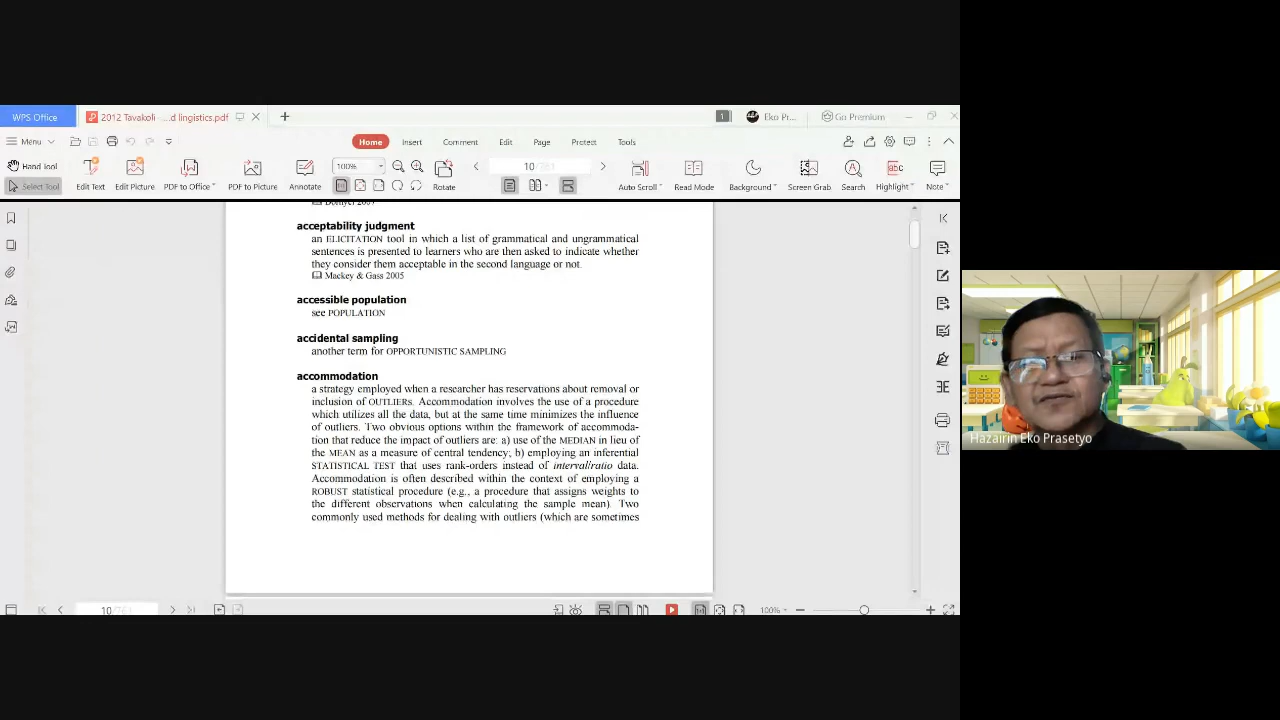 WPS Office
2012 Tavakoli ...d lingistics.pdf
1
Eko Pr...
Go Premium
Menu
Home
Insert
Comment
Edit
Page
Protect
Tools
Hand Tool
Select Tool
Edit Text
Edit Picture
PDF to Office
PDF to Picture
Annotate
100%
Rotate
10/761
Auto Scroll
Read Mode
Background
Screen Grab
Search
Highlight
Note
Dörnyei 2007
acceptability judgment
an ELICITATION tool in which a list of grammatical and ungrammatical
sentences is presented to learners who are then asked to indicate whether
they consider them acceptable in the second language or not.
Mackey & Gass 2005
accessible population
see POPULATION
accidental sampling
another term for OPPORTUNISTIC SAMPLING
accommodation
a strategy employed when a researcher has reservations about removal or
inclusion of OUTLIERS. Accommodation involves the use of a procedure
which utilizes all the data, but at the same time minimizes the influence
of outliers. Two obvious options within the framework of accommoda-
tion that reduce the impact of outliers are: a) use of the MEDIAN in lieu of
the MEAN as a measure of central tendency; b) employing an inferential
STATISTICAL TEST that uses rank-orders instead of interval/ratio data.
Accommodation is often described within the context of employing a
ROBUST statistical procedure (e.g., a procedure that assigns weights to
the different observations when calculating the sample mean). Two
commonly used methods for dealing with outliers (which are sometimes
10/761
100%
Hazairin Eko Prasetyo